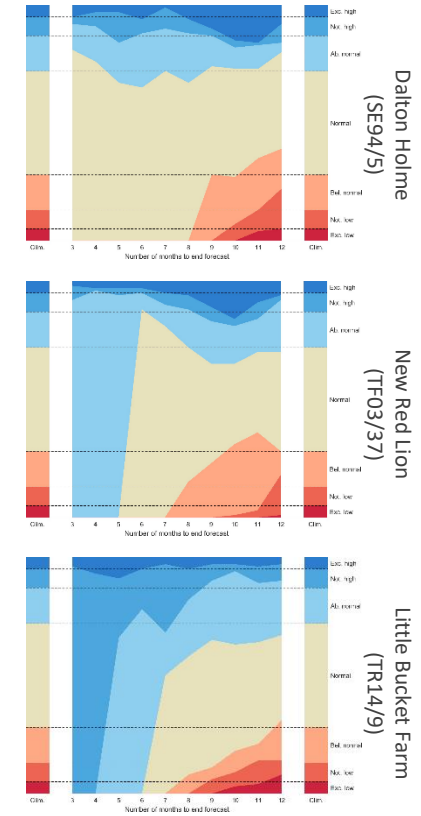 Exc. high
Not. high
Ab. normal
Normal
Bel. normal
Not. low
Exc. low
Clim. 3 4 5 6 7 8 9 10 11 12 Clim.
Number of months to end forecast
Dalton Holme
(SE94/5)
Exc. high
Not. high
Ab. normal
Normal
Bel. normal
Not. low
Exc. low
Clim. 3 4 5 6 7 8 9 10 11 12 Clim.
Number of months to end forecast
New Red Lion
(TF03/37)
Exc. high
Not. high
Ab. normal
Normal
Bel. normal
Not. low
Exc. low
Clim. 3 4 5 6 7 8 9 10 11 12 Clim.
Number of months to end forecast
Little Bucket Farm
(TR14/9)